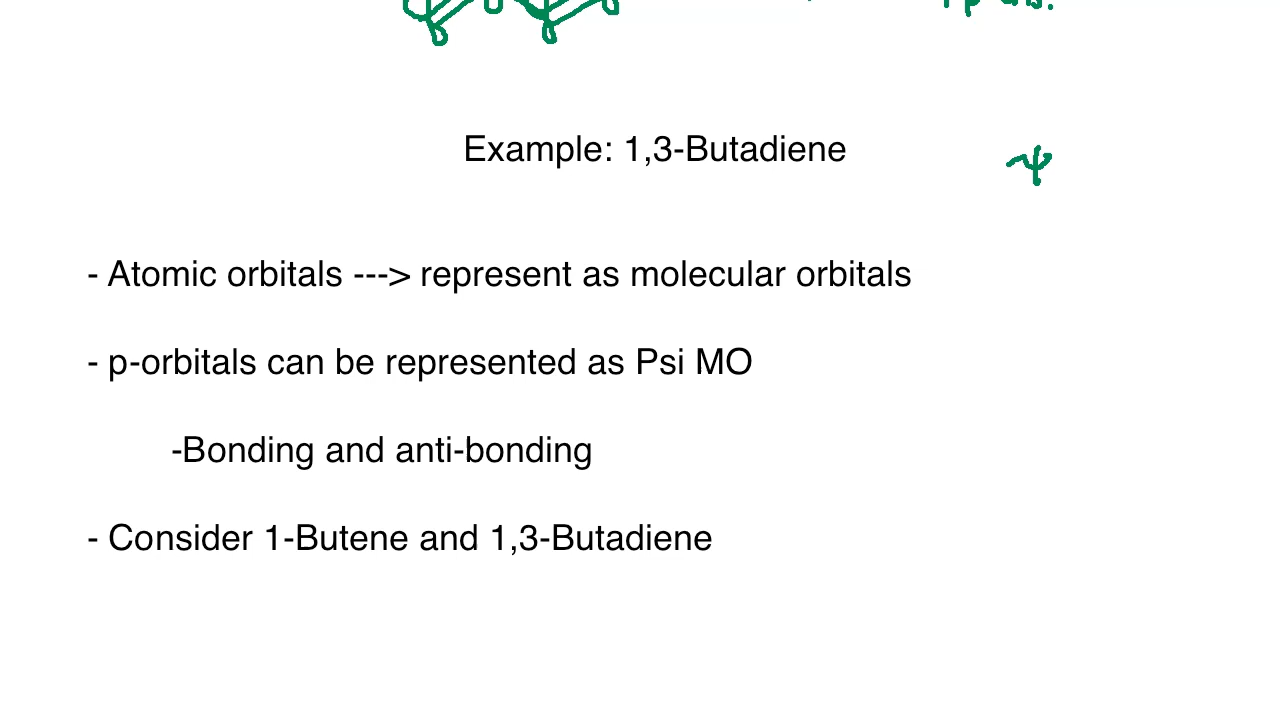 Example: 1,3-Butadiene
ψ
- Atomic orbitals ---> represent as molecular orbitals
- p-orbitals can be represented as Psi MO
-Bonding and anti-bonding
- Consider 1-Butene and 1,3-Butadiene